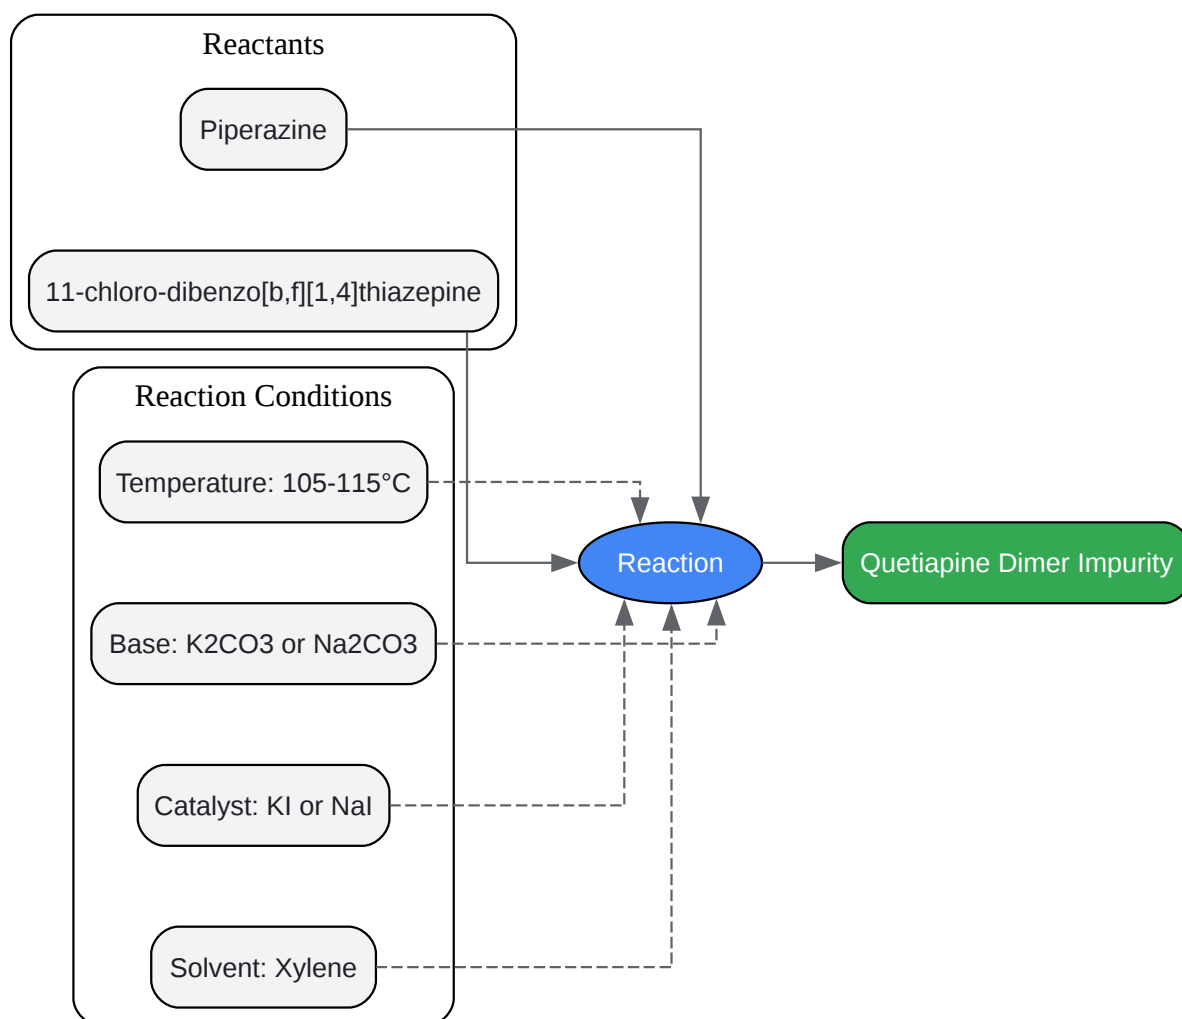 Reactants
Piperazine
11-chloro-dibenzo[b,f][1,4]thiazepine
Reaction Conditions
Temperature: 105-115°C
Base: K2CO3 or Na2CO3
Catalyst: KI or NaI
Solvent: Xylene
Reaction
Quetiapine Dimer Impurity